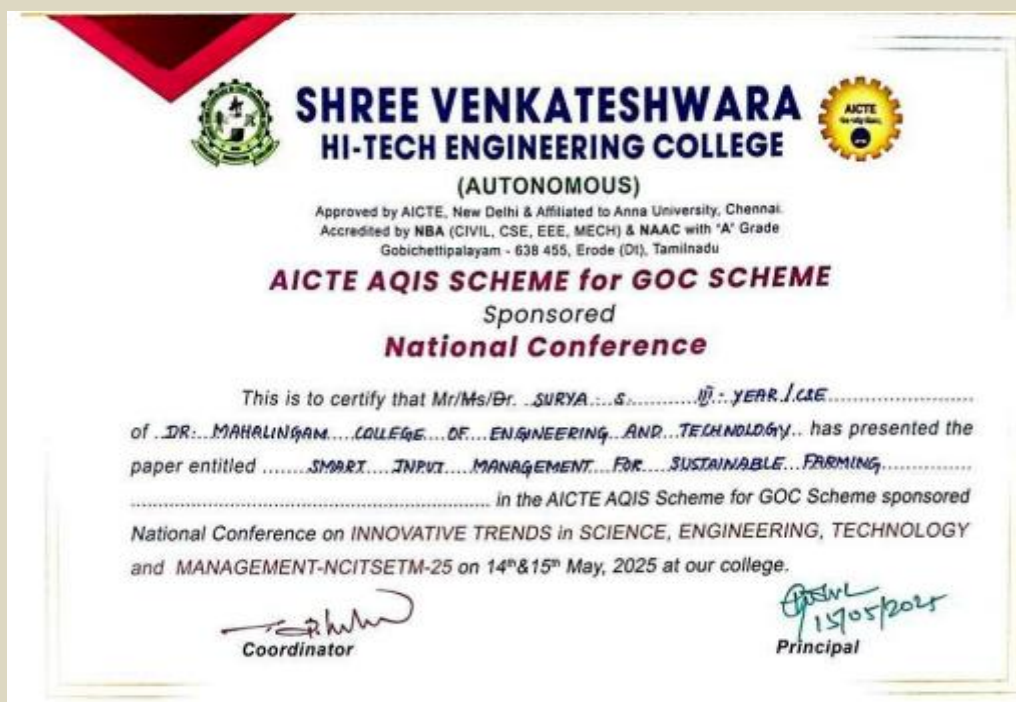 SHREE VENKATESHWARA
HI-TECH ENGINEERING COLLEGE
AICTE
(AUTONOMOUS)
Approved by AICTE, New Delhi & Affiliated to Anna University, Chennai.
Accredited by NBA (CIVIL, CSE, EEE, MECH) & NAAC with "A" Grade
Gobichettipalayam - 638 455, Erode (Dt), Tamilnadu
AICTE AQIS SCHEME for GOC SCHEME
Sponsored
National Conference
This is to certify that Mr/Ms/Dr. SURYA. S. III - YEAR / CSE
of DR. MAHALINGAM COLLEGE OF ENGINEERING AND TECHNOLOGY has presented the
paper entitled SMART INPUT MANAGEMENT FOR SUSTAINABLE FARMING
in the AICTE AQIS Scheme for GOC Scheme sponsored
National Conference on INNOVATIVE TRENDS in SCIENCE, ENGINEERING, TECHNOLOGY
and MANAGEMENT-NCITSETM-25 on 14th&15th May, 2025 at our college.
15/05/2025
Coordinator
Principal